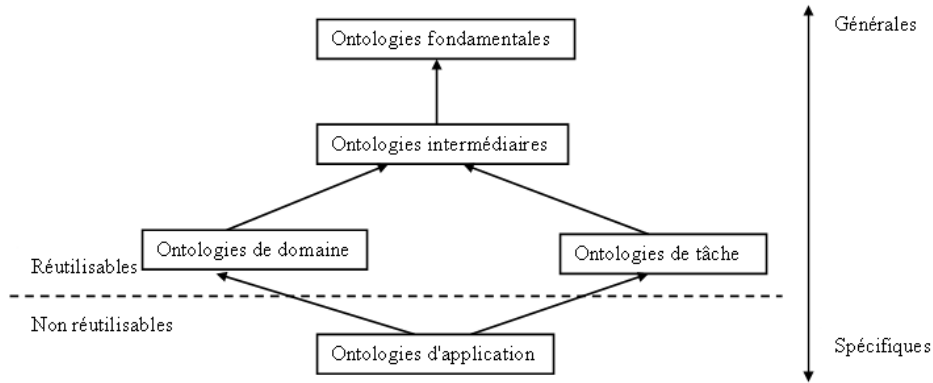 Ontologies fondamentales
Générales
Ontologies intermédiaires
Ontologies de domaine
Ontologies de tâche
Réutilisables
Non réutilisables
Ontologies d'application
Spécifiques